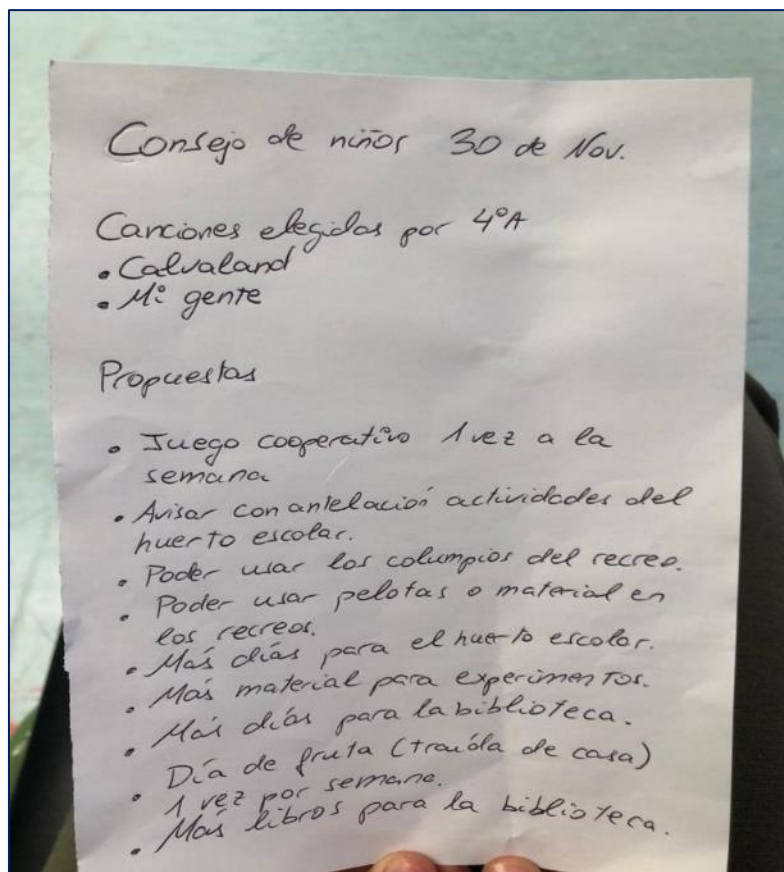 Consejo de niños 30 de Nov.
Canciones elegidas por 4ºA
• Calvaland
• Mi gente
Propuestas
• Juego cooperativo 1 vez a la
semana
• Avisar con antelación actividades del
huerto escolar.
• Poder usar los columpios del recreo.
• Poder usar pelotas o material en
los recreos.
• Más días para el huerto escolar.
• Más material para experimentos.
• Más días para la biblioteca.
• Día de fruta (traída de casa)
1 vez por semana.
• Más libros para la biblioteca.